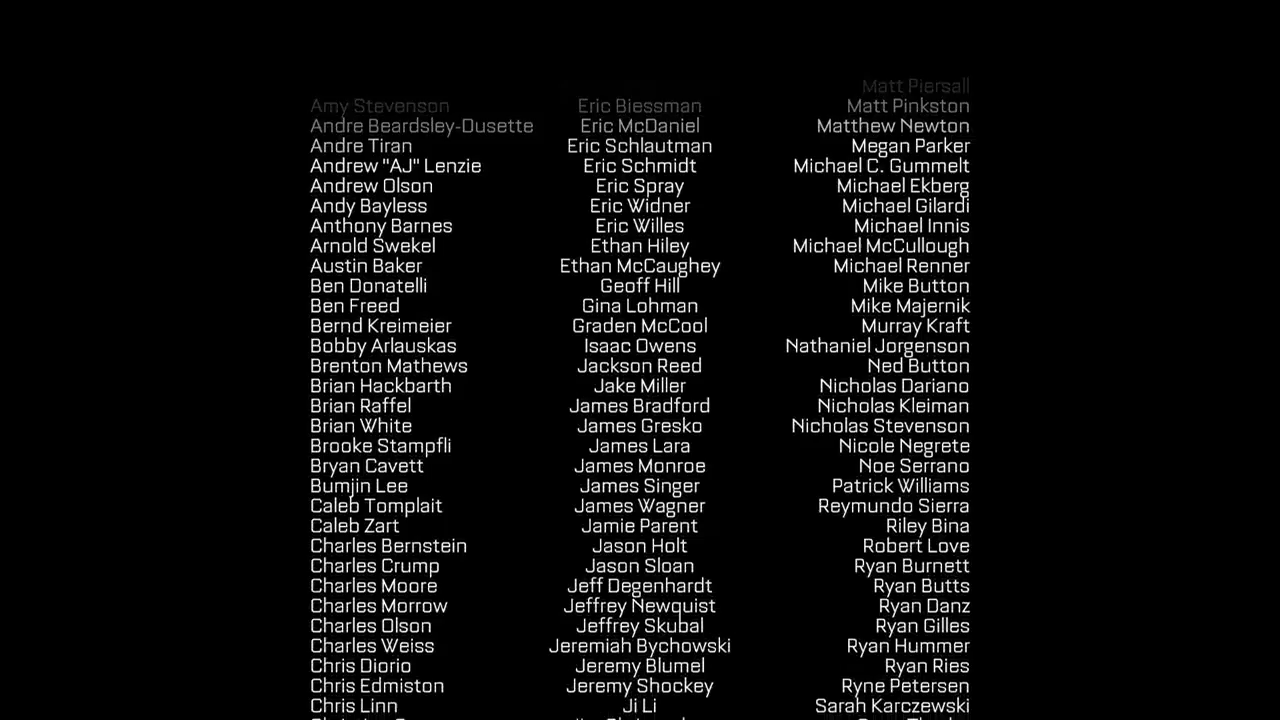 Amy Stevenson
Andre Beardsley-Dusette
Andre Tiran
Andrew "AJ" Lenzie
Andrew Olson
Andy Bayless
Anthony Barnes
Arnold Swekel
Austin Baker
Ben Donatelli
Ben Freed
Bernd Kreimeier
Bobby Arlauskas
Brenton Mathews
Brian Hackbarth
Brian Raffel
Brian White
Brooke Stampfli
Bryan Cavett
Bumjin Lee
Caleb Tomplait
Caleb Zart
Charles Bernstein
Charles Crump
Charles Moore
Charles Morrow
Charles Olson
Charles Weiss
Chris Diorio
Chris Edmiston
Chris Linn
Eric Biessman
Eric McDaniel
Eric Schlautman
Eric Schmidt
Eric Spray
Eric Widner
Eric Willes
Ethan Hiley
Ethan McCaughey
Geoff Hill
Gina Lohman
Graden McCool
Isaac Owens
Jackson Reed
Jake Miller
James Bradford
James Gresko
James Lara
James Monroe
James Singer
James Wagner
Jamie Parent
Jason Holt
Jason Sloan
Jeff Degenhardt
Jeffrey Newquist
Jeffrey Skubal
Jeremiah Bychowski
Jeremy Blumel
Jeremy Shockey
Ji Li
Matt Piersall
Matt Pinkston
Matthew Newton
Megan Parker
Michael C. Gummelt
Michael Ekberg
Michael Gilardi
Michael Innis
Michael McCullough
Michael Renner
Mike Button
Mike Majernik
Murray Kraft
Nathaniel Jorgenson
Ned Button
Nicholas Dariano
Nicholas Kleiman
Nicholas Stevenson
Nicole Negrete
Noe Serrano
Patrick Williams
Reymundo Sierra
Riley Bina
Robert Love
Ryan Burnett
Ryan Butts
Ryan Danz
Ryan Gilles
Ryan Hummer
Ryan Ries
Ryne Petersen
Sarah Karczewski